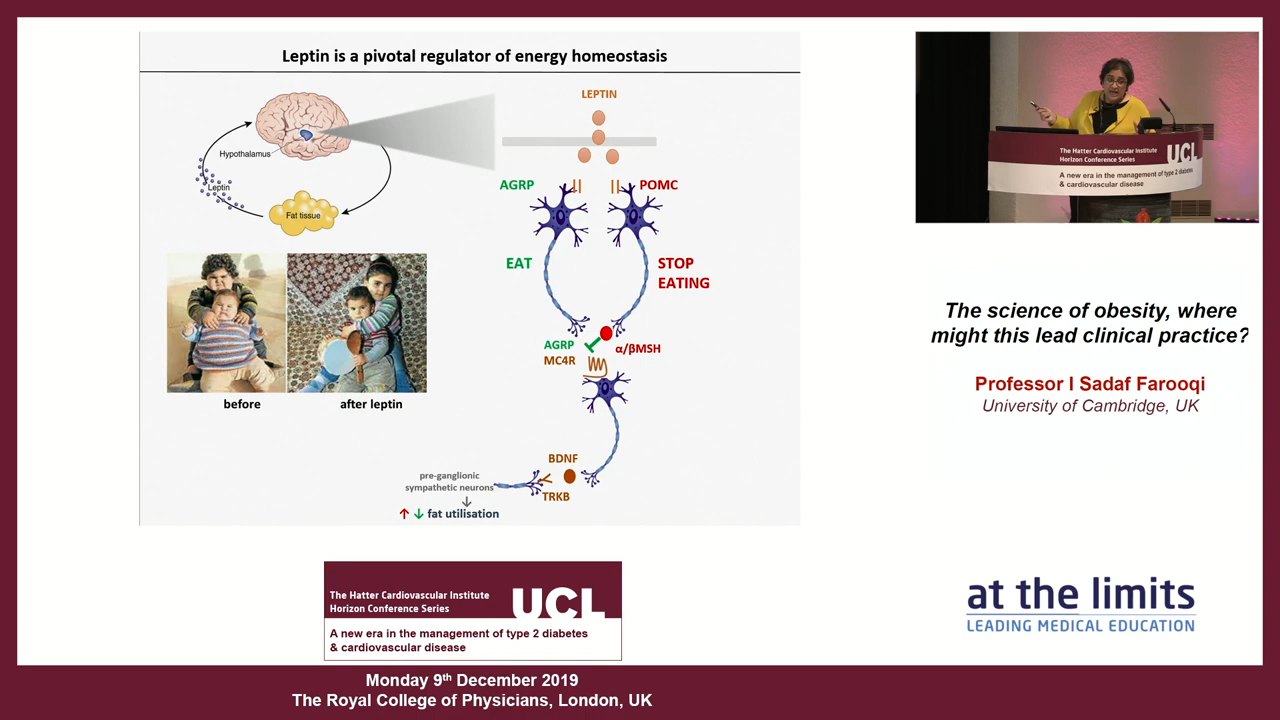 Leptin is a pivotal regulator of energy homeostasis
Hypothalamus
Leptin
Fat tissue
before
after leptin
LEPTIN
AGRP
POMC
EAT
STOP
EATING
AGRP
MC4R
α/βMSH
BDNF
TRKB
pre-ganglionic
sympathetic neurons
fat utilisation
The Hatter Cardiovascular Institute
Horizon Conference Series
UCL
A new era in the management of type 2 diabetes
& cardiovascular disease
The science of obesity, where
might this lead clinical practice?
Professor I Sadaf Farooqi
University of Cambridge, UK
at the limits
LEADING MEDICAL EDUCATION
The Hatter Cardiovascular Institute
Horizon Conference Series
UCL
A new era in the management of type 2 diabetes
& cardiovascular disease
Monday 9th December 2019
The Royal College of Physicians, London, UK